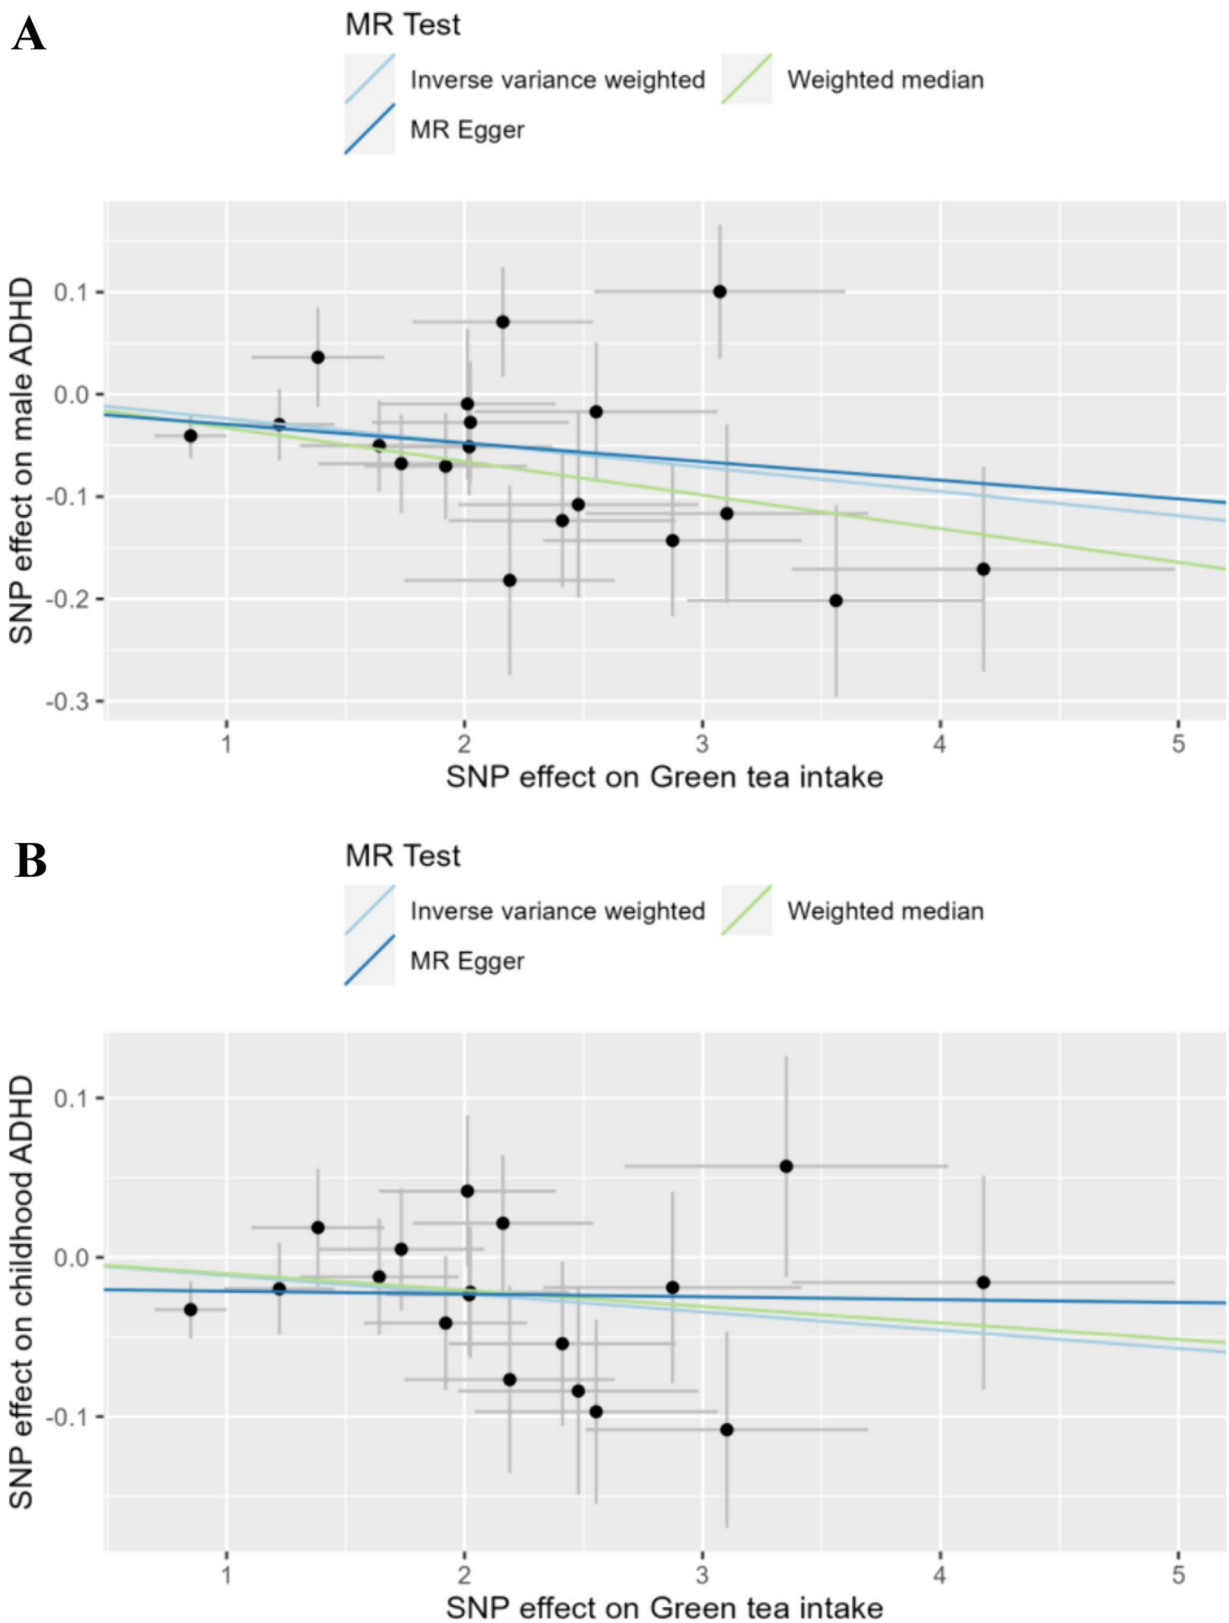 A
MR Test
Inverse variance weighted
Weighted median
MR Egger
SNP effect on male ADHD
0.1
0.0
-0.1
-0.2
-0.3
1 2 3 4 5
SNP effect on Green tea intake
B
MR Test
Inverse variance weighted
Weighted median
MR Egger
SNP effect on childhood ADHD
0.1
0.0
-0.1
1 2 3 4 5
SNP effect on Green tea intake